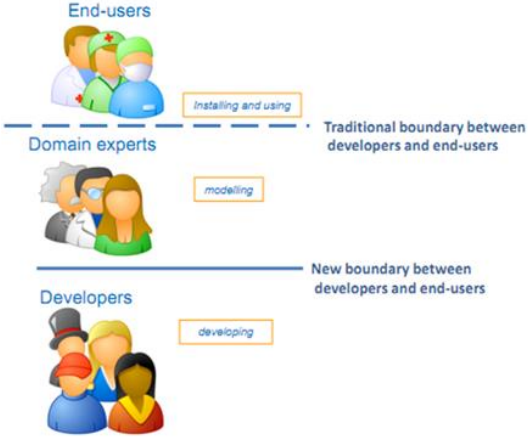 End-users
Installing and using
Traditional boundary between
developers and end-users
Domain experts
modelling
New boundary between
developers and end-users
Developers
developing